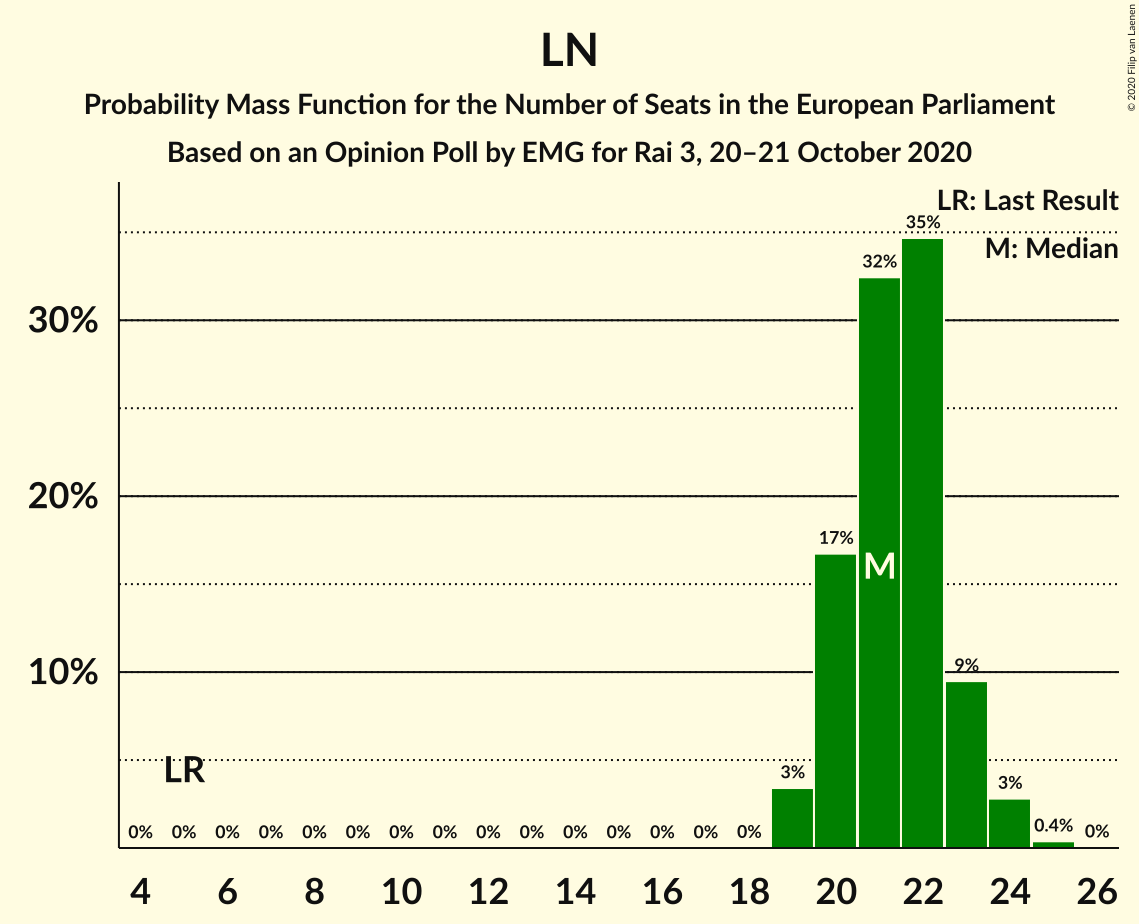 LN
Probability Mass Function for the Number of Seats in the European Parliament
Based on an Opinion Poll by EMG for Rai 3, 20–21 October 2020
© 2020 Filip van Laenen
LR: Last Result
M: Median
35%
32%
30%
20%
17%
M
10%
9%
LR
3%
3%
0% 0% 0% 0% 0% 0% 0% 0% 0% 0% 0% 0% 0% 0% 0% 0.4% 0%
4 6 8 10 12 14 16 18 20 22 24 26